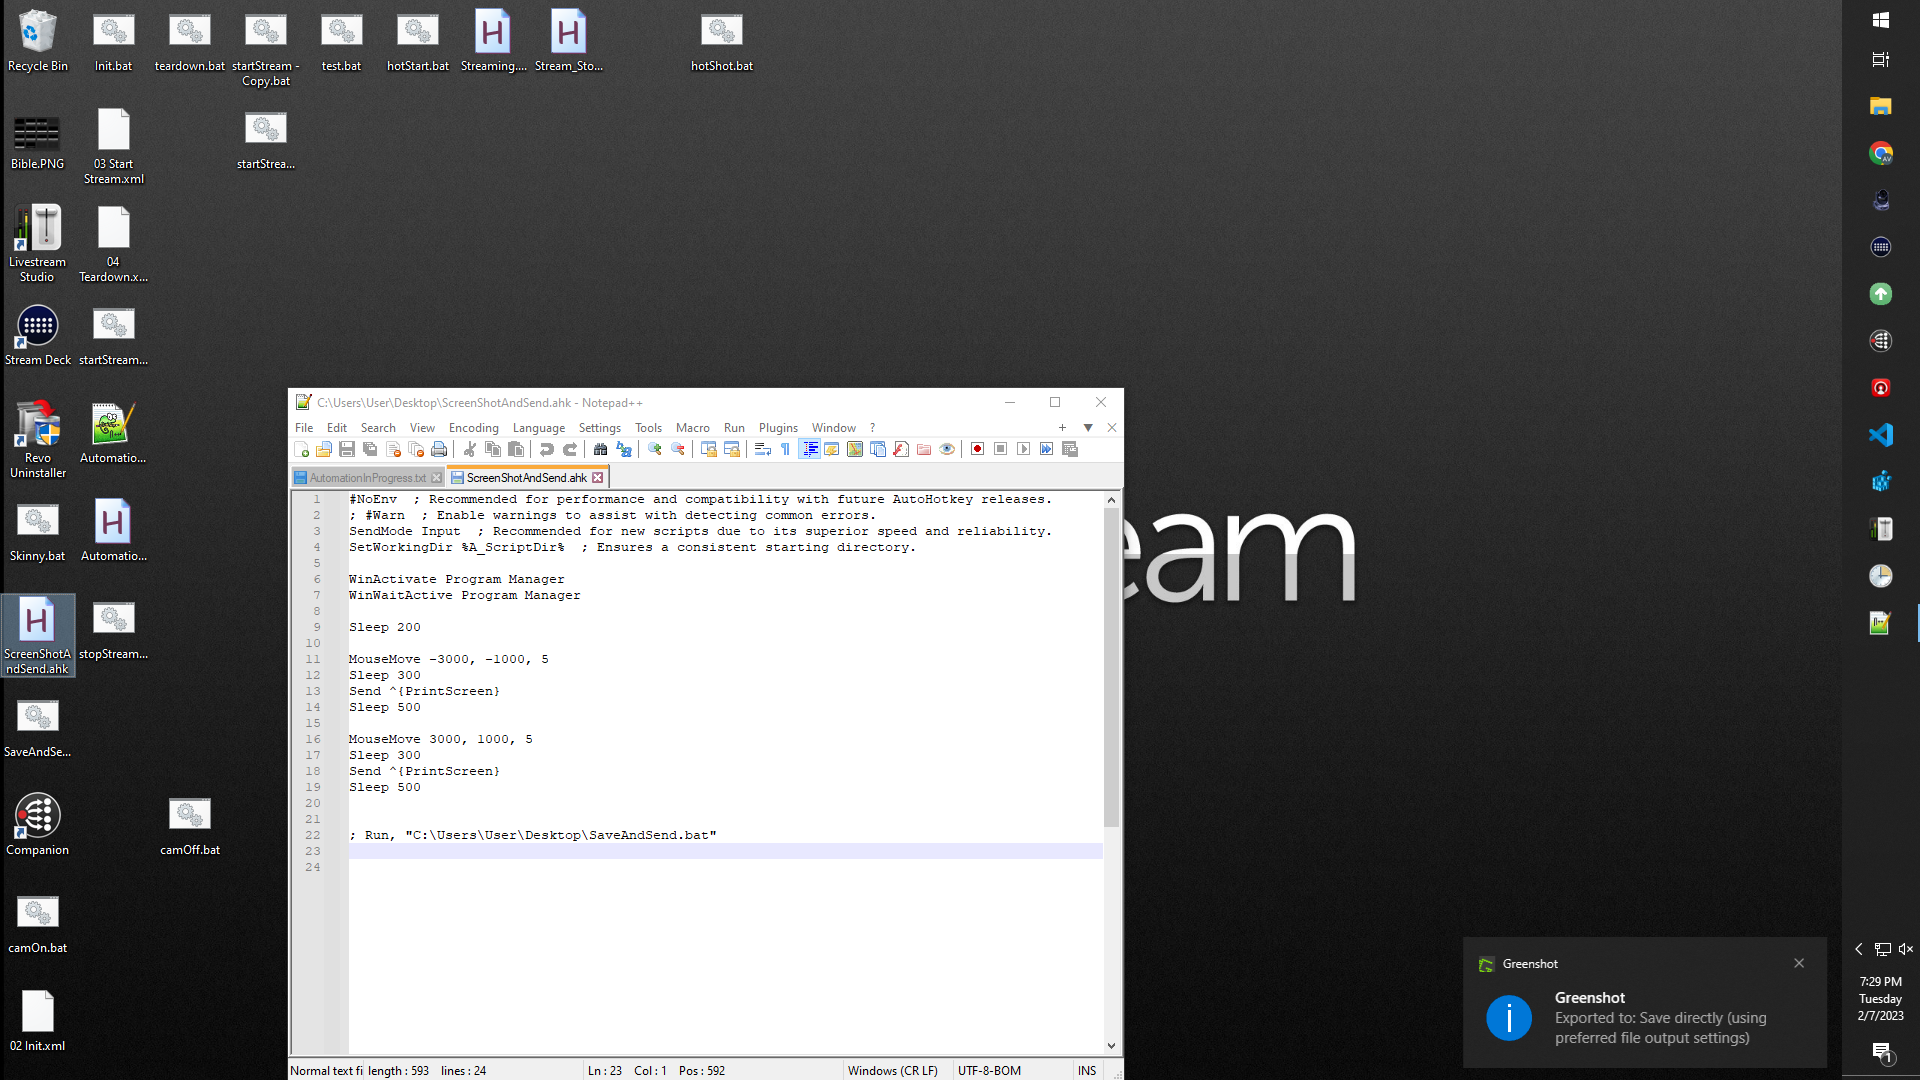 Recycle Bin
Init.bat
teardown.bat
startStream -
Copy.bat
test.bat
hotStart.bat
Streaming....
Stream_Sto...
hotShot.bat
Bible.PNG
03 Start
Stream.xml
startStrea...
Livestream
Studio
04
Teardown.x...
Stream Deck
startStream...
Revo
Uninstaller
Automatio...
Skinny.bat
Automatio...
ScreenShotA
ndSend.ahk
stopStream...
SaveAndSe...
Companion
camOff.bat
camOn.bat
02 Init.xml
C:\Users\User\Desktop\ScreenShotAndSend.ahk - Notepad++
File Edit Search View Encoding Language Settings Tools Macro Run Plugins Window ?
AutomationInProgress.txt
ScreenShotAndSend.ahk
1 #NoEnv  ; Recommended for performance and compatibility with future AutoHotkey releases.
2 ; #Warn  ; Enable warnings to assist with detecting common errors.
3 SendMode Input  ; Recommended for new scripts due to its superior speed and reliability.
4 SetWorkingDir %A_ScriptDir%  ; Ensures a consistent starting directory.
5
6 WinActivate Program Manager
7 WinWaitActive Program Manager
8
9 Sleep 200
10
11 MouseMove -3000, -1000, 5
12 Sleep 300
13 Send ^{PrintScreen}
14 Sleep 500
15
16 MouseMove 3000, 1000, 5
17 Sleep 300
18 Send ^{PrintScreen}
19 Sleep 500
20
21
22 ; Run, "C:\Users\User\Desktop\SaveAndSend.bat"
23
24
Normal text fi length : 593 lines : 24 Ln : 23 Col : 1 Pos : 592 Windows (CR LF) UTF-8-BOM INS
eam
Greenshot
Greenshot
Exported to: Save directly (using
preferred file output settings)
AV
7:29 PM
Tuesday
2/7/2023
1